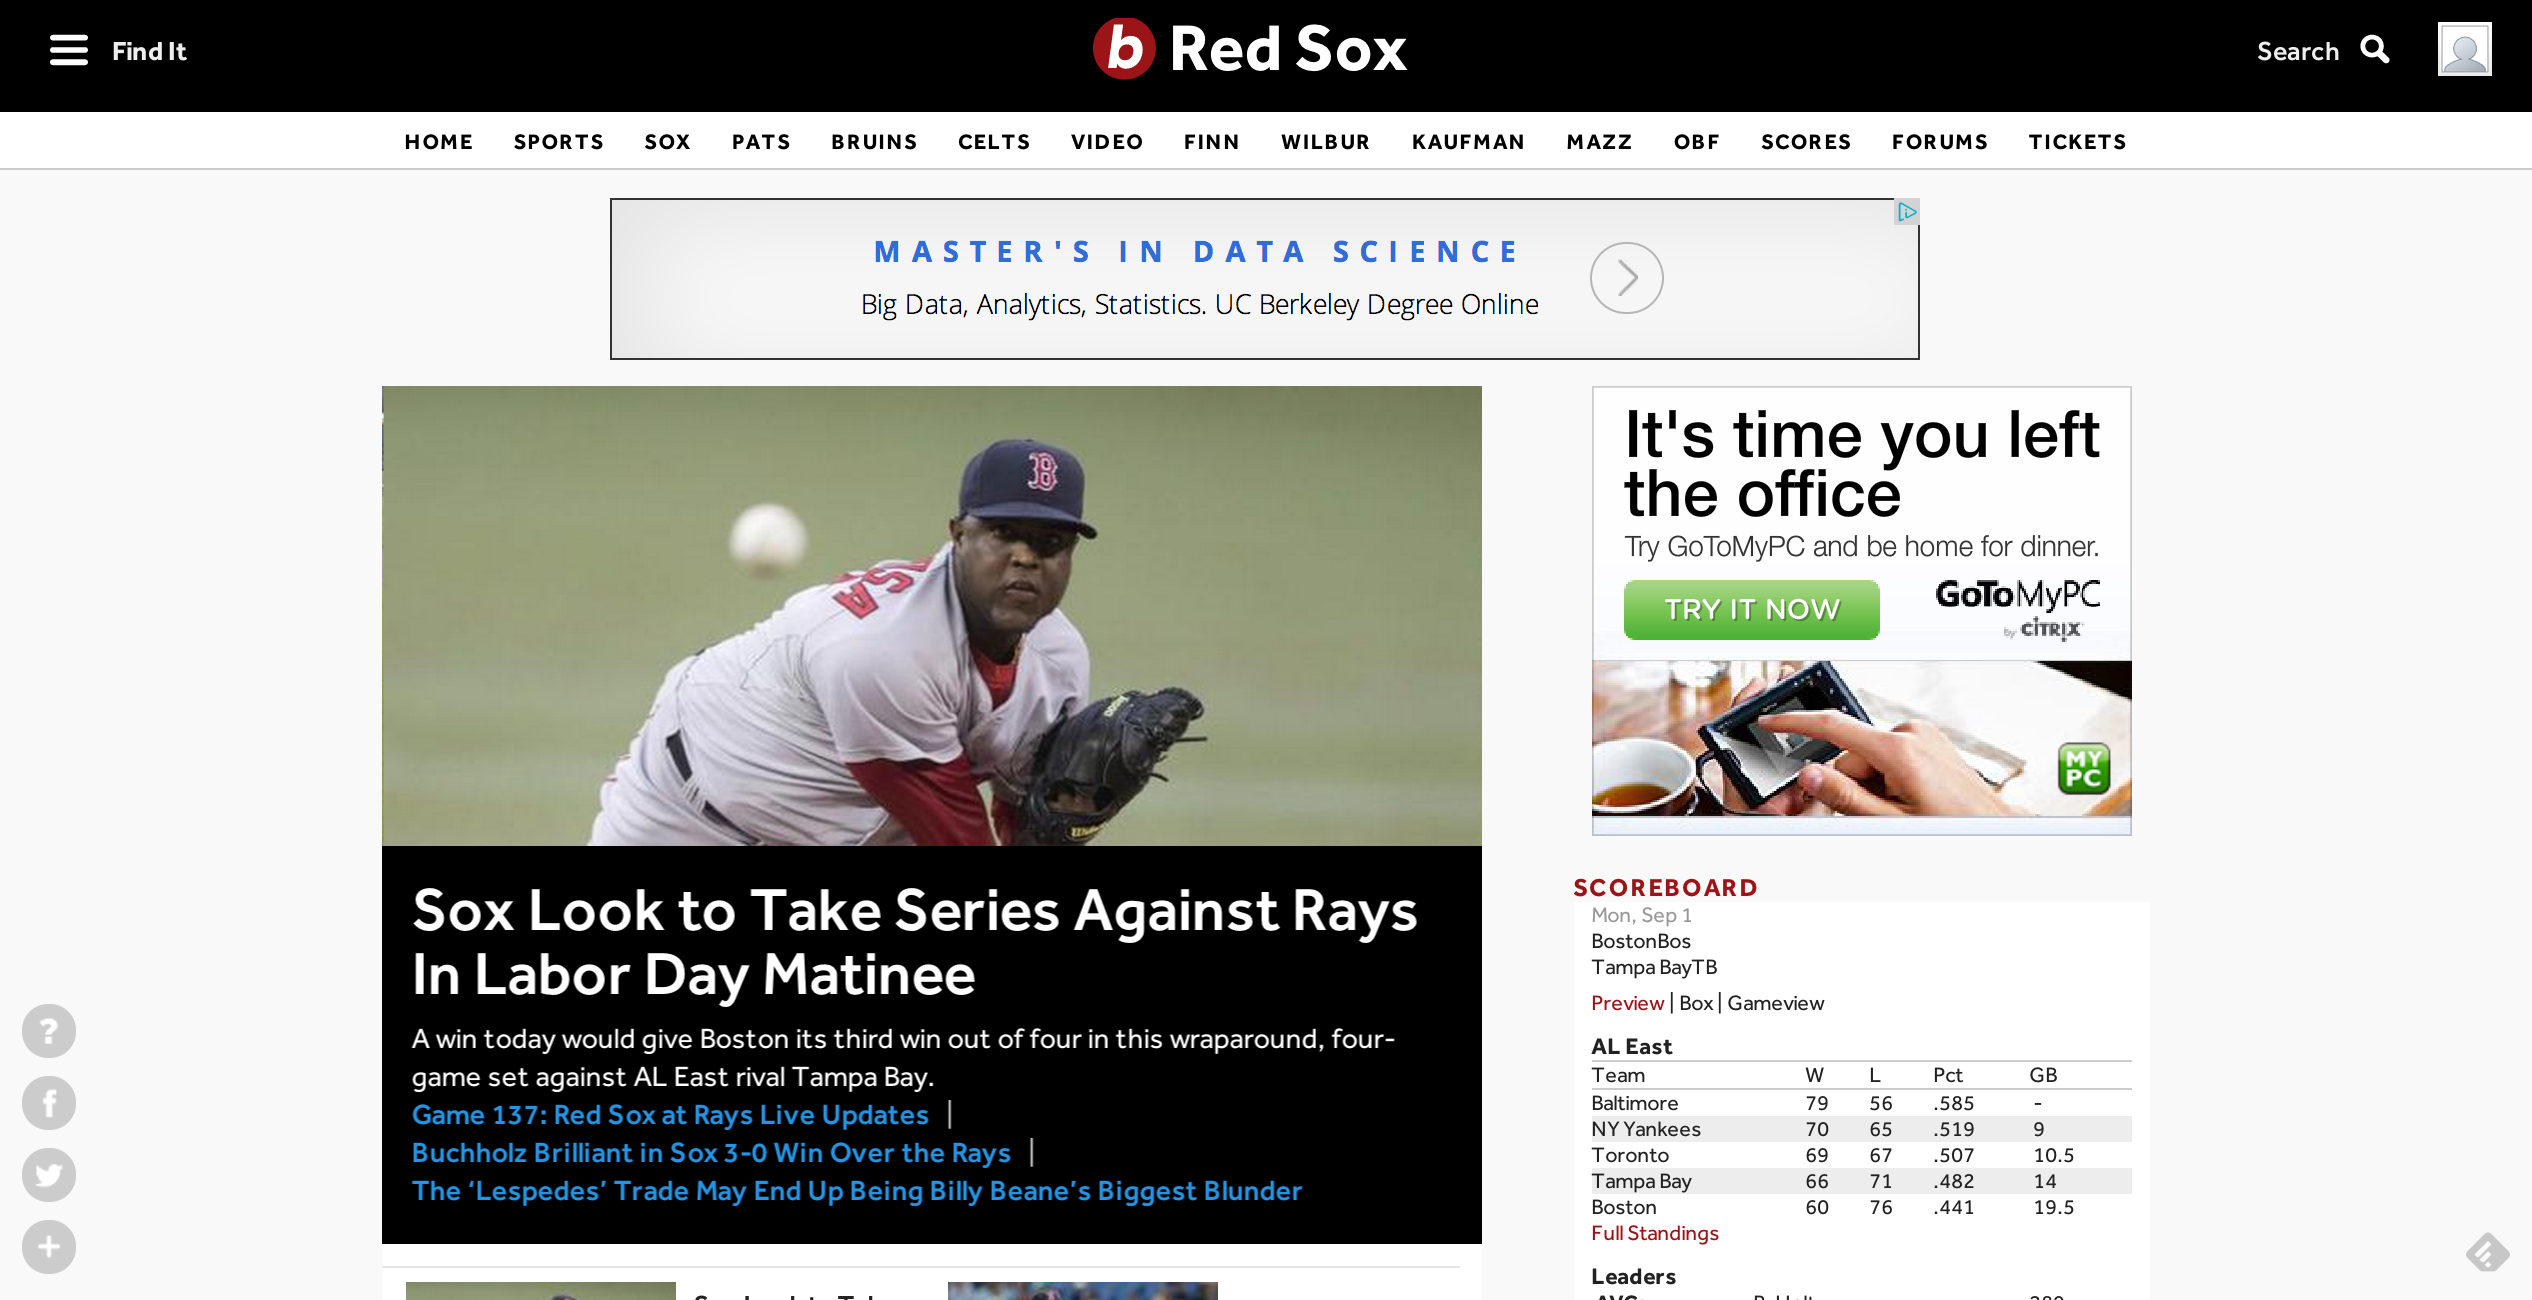 Find It
b Red Sox
Search
HOME SPORTS SOX PATS BRUINS CELTS VIDEO FINN WILBUR KAUFMAN MAZZ OBF SCORES FORUMS TICKETS
MASTER'S IN DATA SCIENCE
Big Data, Analytics, Statistics. UC Berkeley Degree Online
B
Sox Look to Take Series Against Rays
In Labor Day Matinee
A win today would give Boston its third win out of four in this wraparound, four-
game set against AL East rival Tampa Bay.
Game 137: Red Sox at Rays Live Updates |
Buchholz Brilliant in Sox 3-0 Win Over the Rays |
The ‘Lespedes’ Trade May End Up Being Billy Beane’s Biggest Blunder
It's time you left
the office
Try GoToMyPC and be home for dinner.
TRY IT NOW
GoToMyPC
by CITRIX
MY
PC
SCOREBOARD
Mon, Sep 1
BostonBos
Tampa BayTB
Preview | Box | Gameview
AL East
Team W L Pct GB
Baltimore 79 56 .585 -
NY Yankees 70 65 .519 9
Toronto 69 67 .507 10.5
Tampa Bay 66 71 .482 14
Boston 60 76 .441 19.5
Full Standings
Leaders